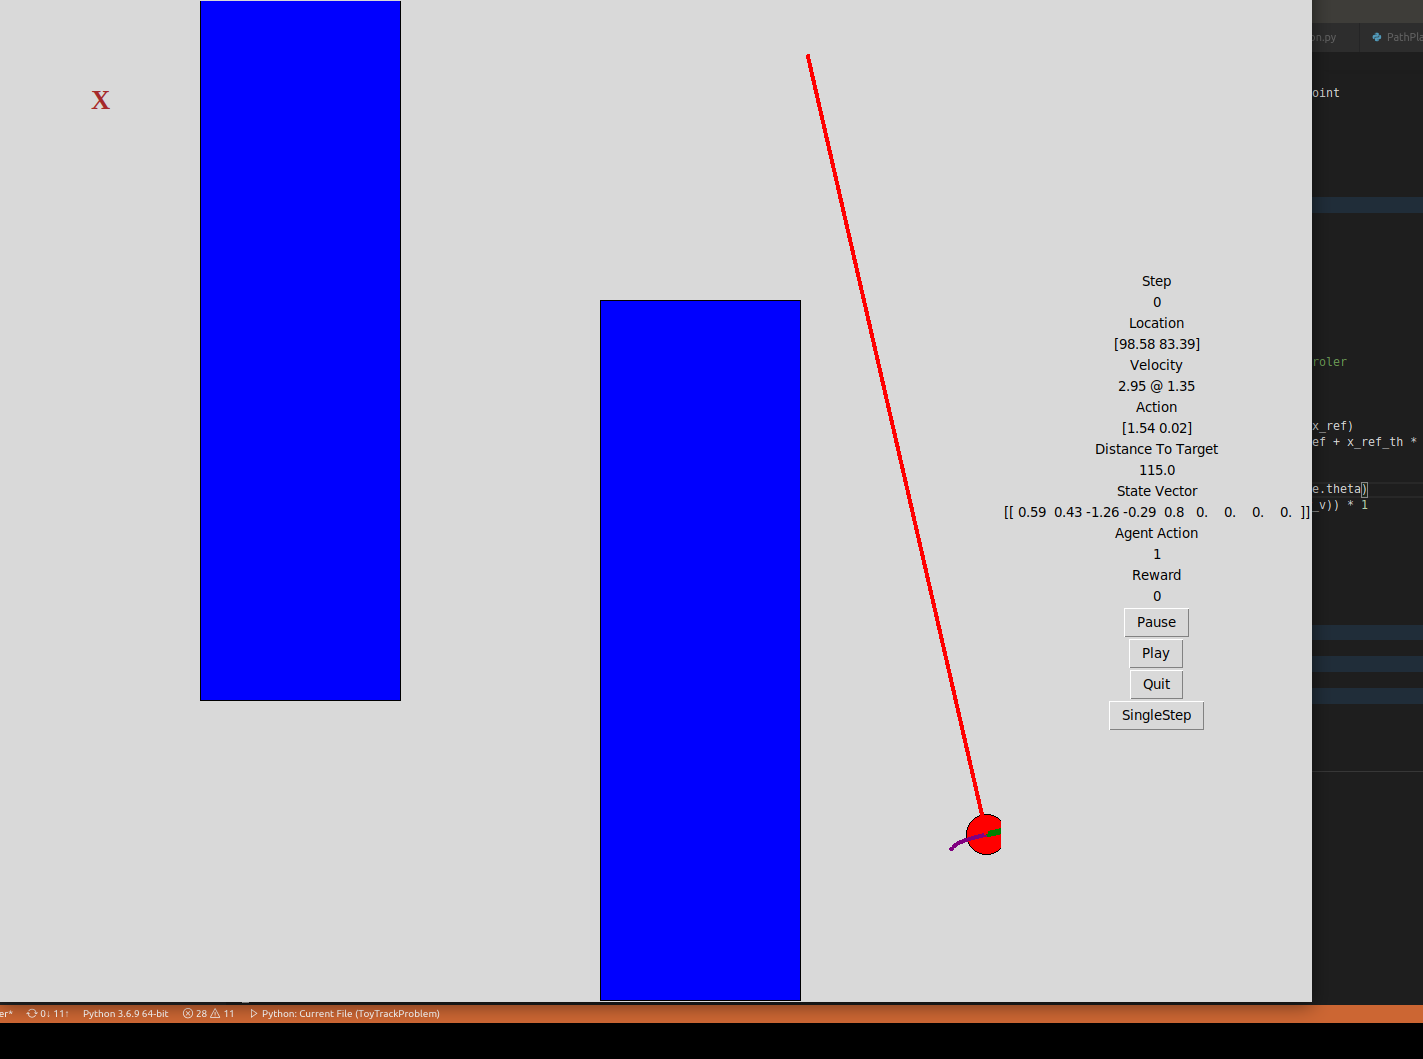 on.py PathPla
X
oint
Step
0
Location
[98.58 83.39]
Velocity
2.95 @ 1.35
roler
Action
[1.54 0.02]
x_ref)
ef + x_ref_th *
Distance To Target
115.0
State Vector
e.theta)
[[ 0.59 0.43 -1.26 -0.29 0.8 0. 0. 0. 0. ]]
_v)) * 1
Agent Action
1
Reward
0
Pause
Play
Quit
SingleStep
er* 0↓ 11↑ Python 3.6.9 64-bit 28 11 Python: Current File (ToyTrackProblem)